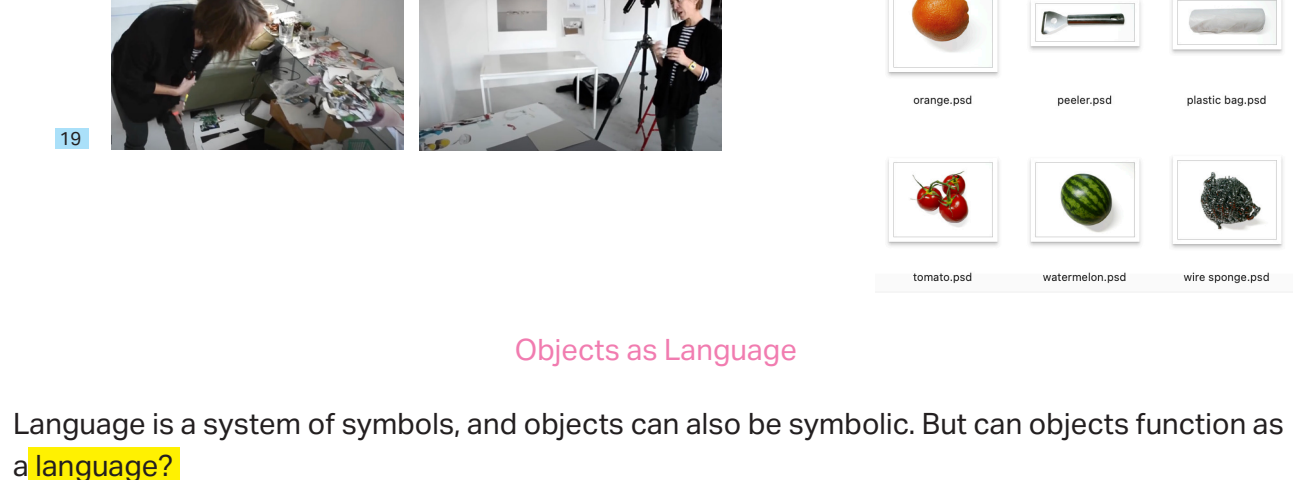 orange.psd
peeler.psd
plastic bag.psd
19
tomato.psd
watermelon.psd
wire sponge.psd
Objects as Language
Language is a system of symbols, and objects can also be symbolic. But can objects function as
a language?